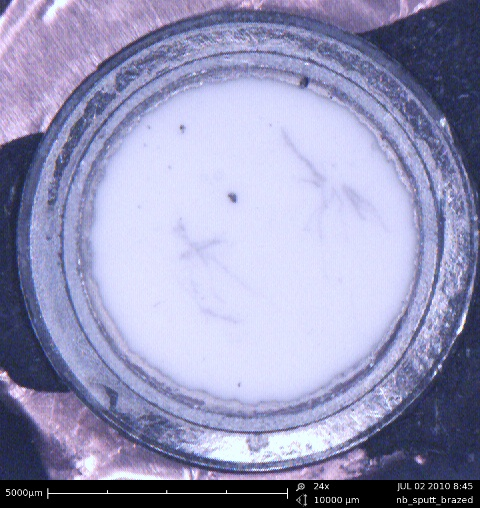 5000μm
24x
10000 μm
JUL 02 2010 8:45
nb_sputt_brazed